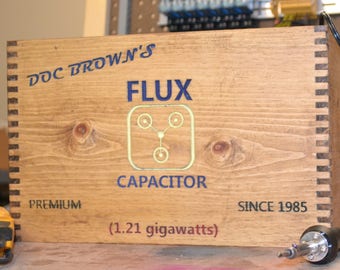 DOC BROWN'S
FLUX
CAPACITOR
PREMIUM
SINCE 1985
(1.21 gigawatts)